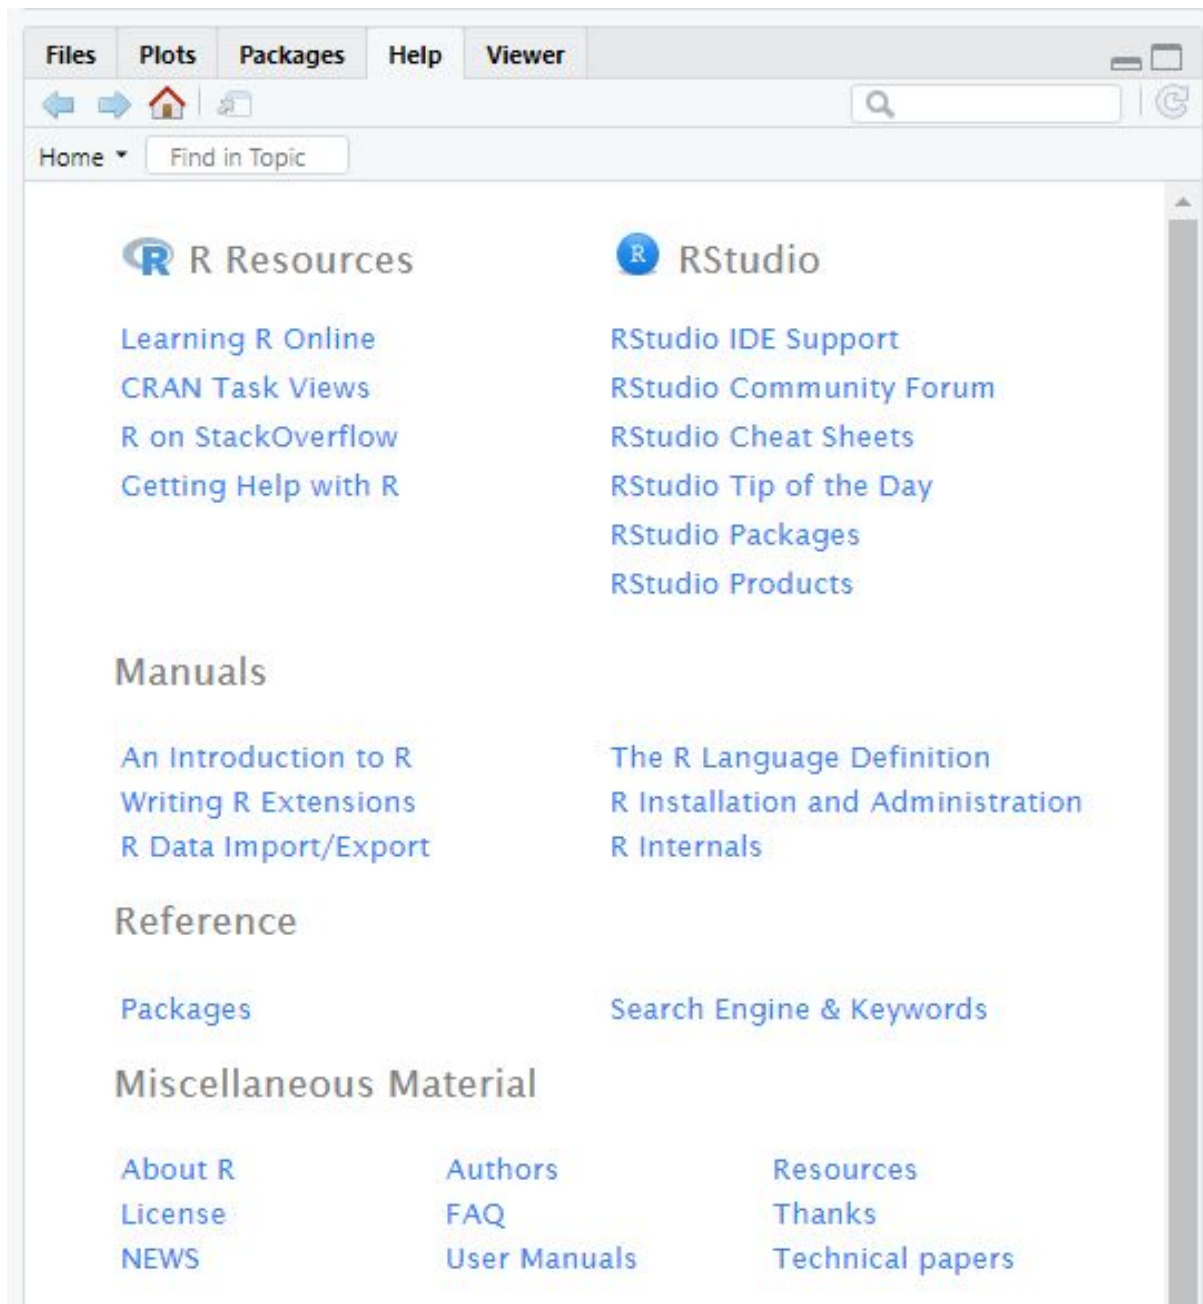 Files Plots Packages Help Viewer
Home Find in Topic
R R Resources
Learning R Online
CRAN Task Views
R on StackOverflow
Getting Help with R
R RStudio
RStudio IDE Support
RStudio Community Forum
RStudio Cheat Sheets
RStudio Tip of the Day
RStudio Packages
RStudio Products
Manuals
An Introduction to R The R Language Definition
Writing R Extensions R Installation and Administration
R Data Import/Export R Internals
Reference
Packages Search Engine & Keywords
Miscellaneous Material
About R Authors Resources
License FAQ Thanks
NEWS User Manuals Technical papers